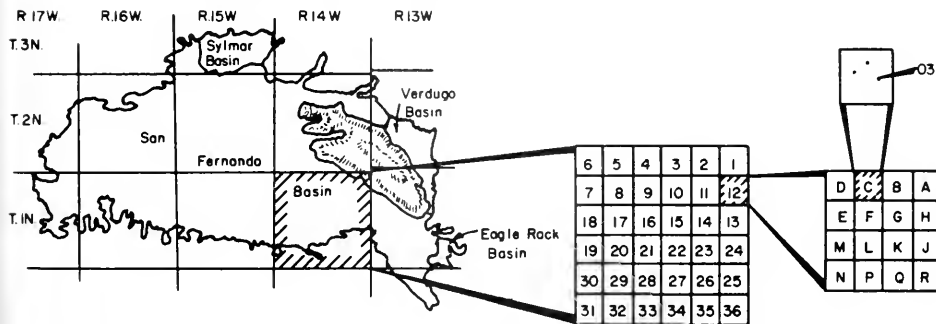 R.17W. R.16W. R.15W R.14W R.13W
T.3N.
Sylmar
Basin
Verdugo
Basin
T.2N.
San
Fernando
Basin
T.1N.
Eagle Rock
Basin
6 5 4 3 2 1
7 8 9 10 11 12
18 17 16 15 14 13
19 20 21 22 23 24
30 29 28 27 26 25
31 32 33 34 35 36
03
D C B A
E F G H
M L K J
N P Q R